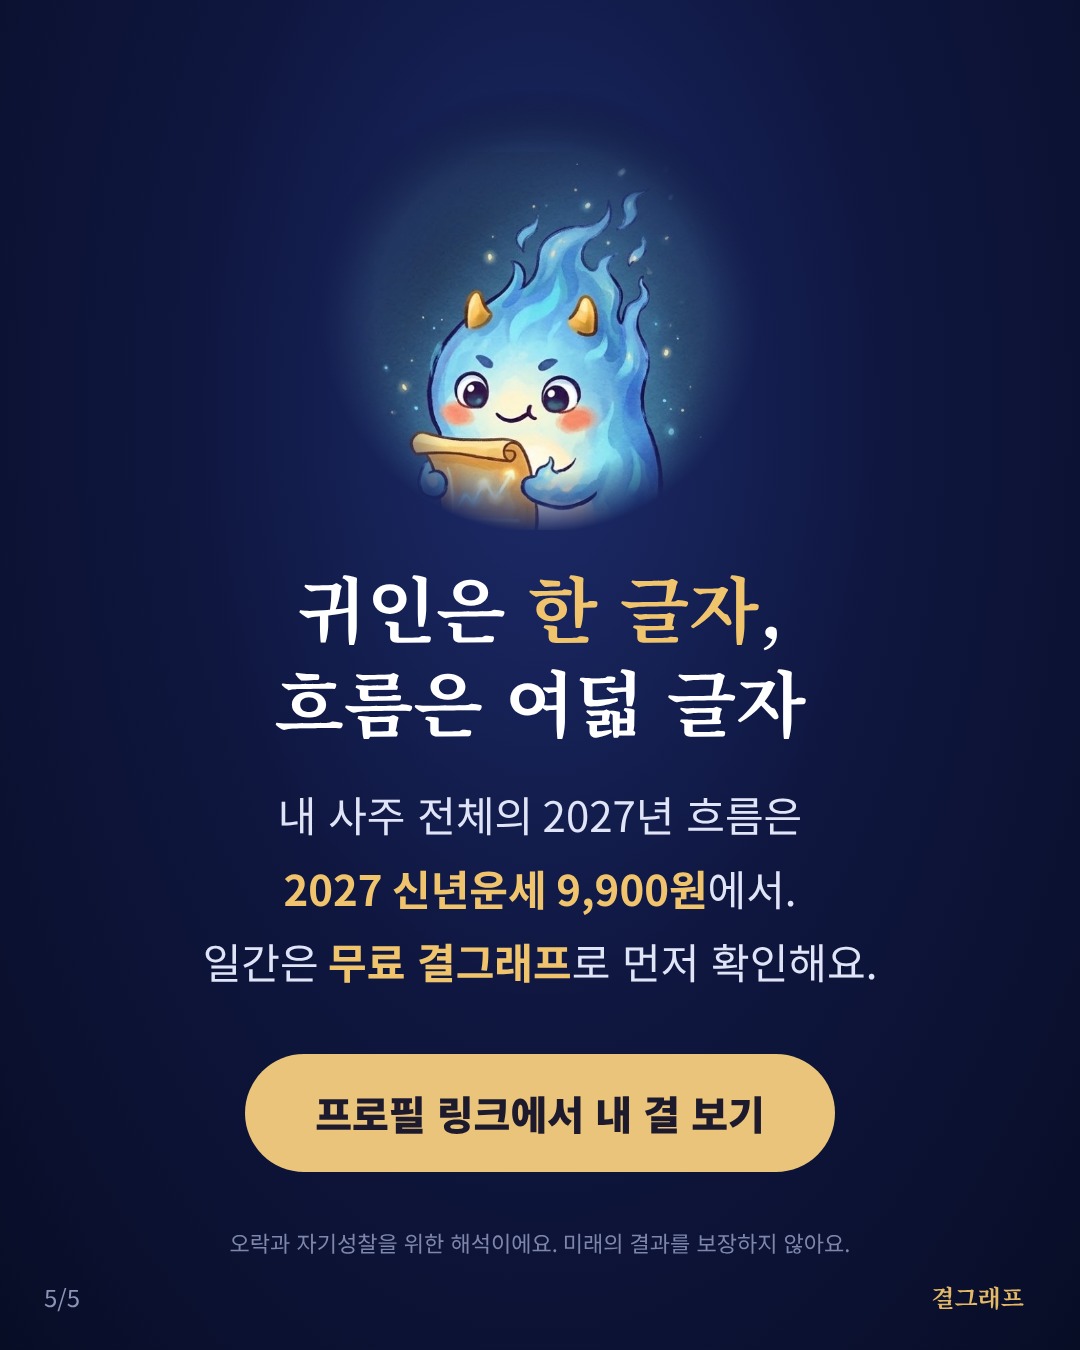 귀인은 한 글자,
흐름은 여덟 글자
내 사주 전체의 2027년 흐름은
2027 신년운세 9,900원에서.
일간은 무료 결그래프로 먼저 확인해요.
프로필 링크에서 내 결 보기
오락과 자기성찰을 위한 해석이에요. 미래의 결과를 보장하지 않아요.
5/5
결그래프